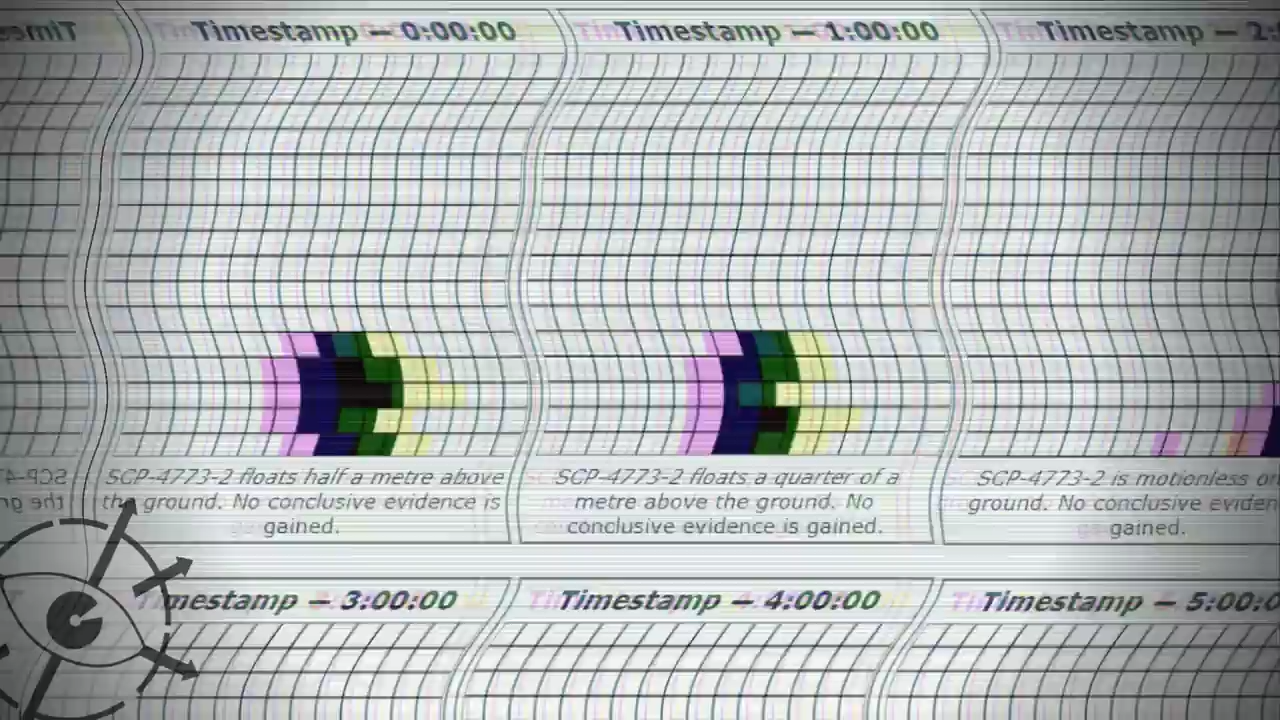 Timestamp — 0:00:00
Timestamp — 1:00:00
Timestamp — 2:
SCP-4773-2 floats half a metre above
the ground. No conclusive evidence is
gained.
SCP-4773-2 floats a quarter of a
metre above the ground. No
conclusive evidence is gained.
SCP-4773-2 is motionless on
ground. No conclusive eviden
gained.
mestamp — 3:00:00
Timestamp — 4:00:00
Timestamp — 5:00:0